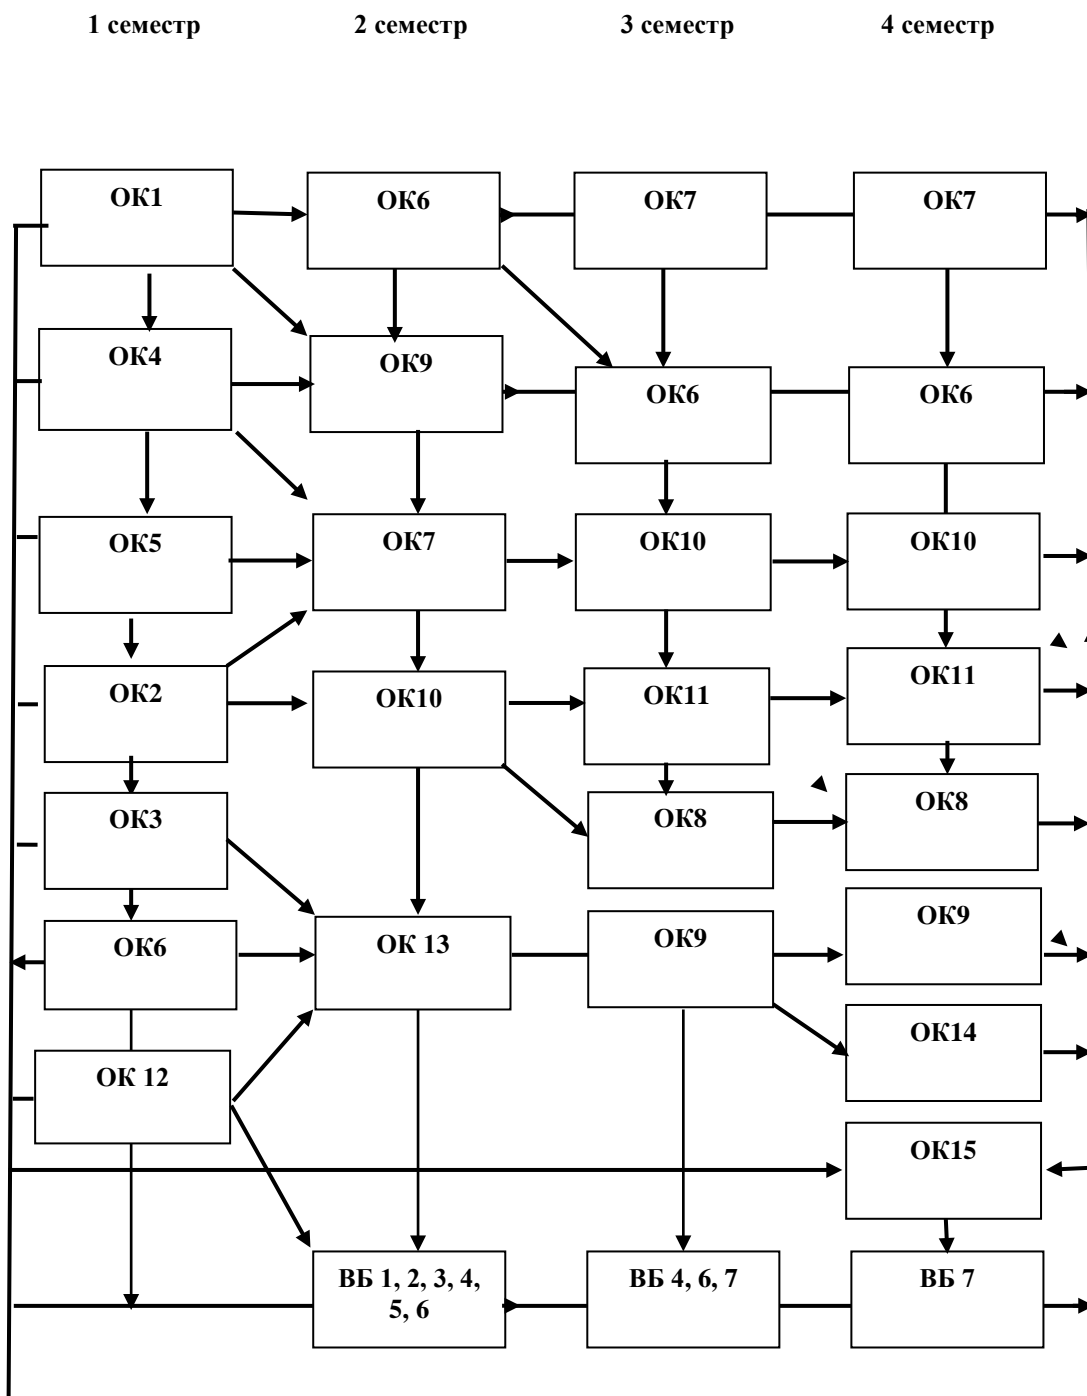 1 семестр 2 семестр 3 семестр 4 семестр
ОК1 ОК6 ОК7 ОК7
ОК4 ОК9 ОК6 ОК6
ОК5 ОК7 ОК10 ОК10
ОК2 ОК10 ОК11 ОК11
ОК3 ОК8 ОК8
ОК6 ОК 13 ОК9 ОК9
ОК 12 ОК14
ОК15
ВБ 1, 2, 3, 4, ВБ 4, 6, 7 ВБ 7
5, 6